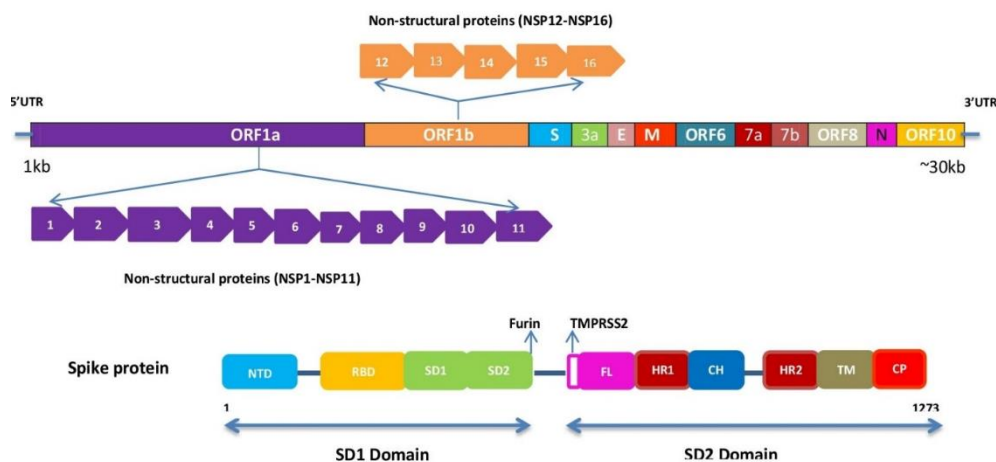 Non-structural proteins (NSP12-NSP16)
12 13 14 15 16
5'UTR 3'UTR
ORF1a ORF1b S 3a E M ORF6 7a 7b ORF8 N ORF10
1kb ~30kb
1 2 3 4 5 6 7 8 9 10 11
Non-structural proteins (NSP1-NSP11)
Furin TMPRSS2
Spike protein NTD RBD SD1 SD2 FL HR1 CH HR2 TM CP
1 1273
SD1 Domain SD2 Domain